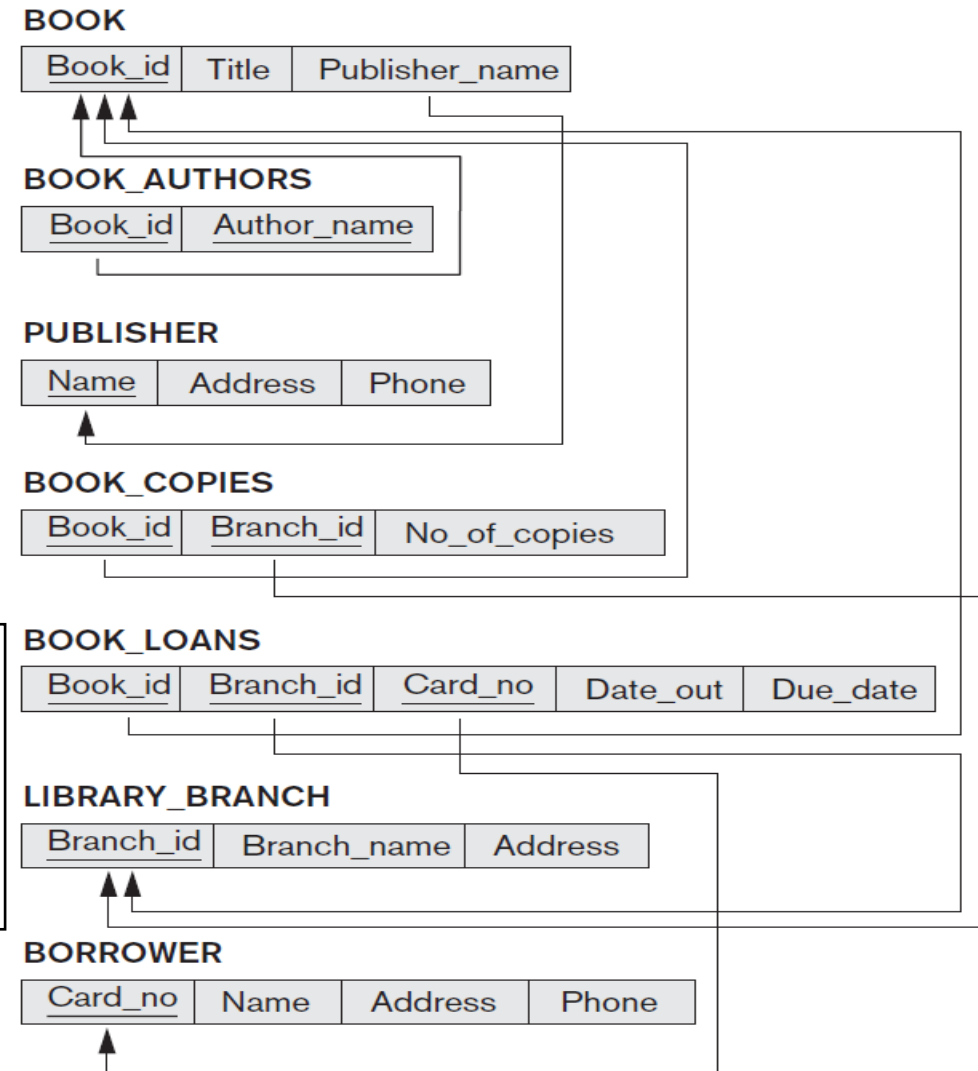 BOOK
Book_id Title Publisher_name
BOOK_AUTHORS
Book_id Author_name
PUBLISHER
Name Address Phone
BOOK_COPIES
Book_id Branch_id No_of_copies
BOOK_LOANS
Book_id Branch_id Card_no Date_out Due_date
LIBRARY_BRANCH
Branch_id Branch_name Address
BORROWER
Card_no Name Address Phone